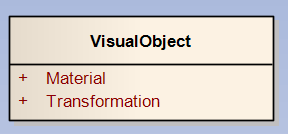 VisualObject
+ Material
+ Transformation